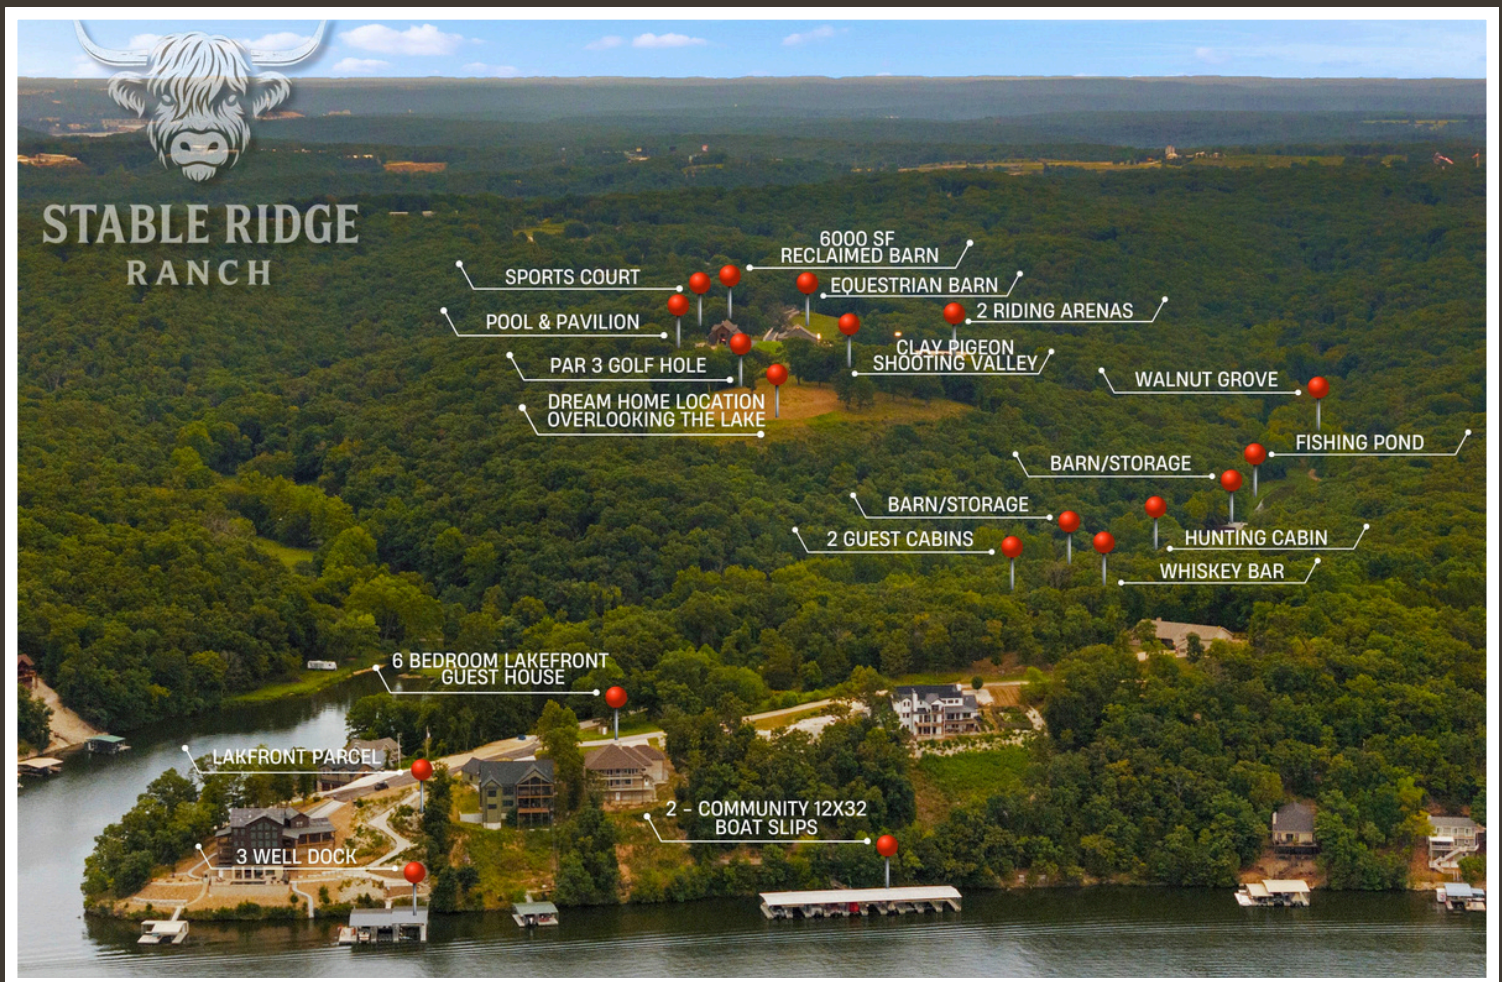 STABLE RIDGE
RANCH
6000 SF
RECLAIMED BARN
SPORTS COURT
EQUESTRIAN BARN
2 RIDING ARENAS
POOL & PAVILION
CLAY PIGEON
SHOOTING VALLEY
PAR 3 GOLF HOLE
WALNUT GROVE
DREAM HOME LOCATION
OVERLOOKING THE LAKE
FISHING POND
BARN/STORAGE
BARN/STORAGE
2 GUEST CABINS
HUNTING CABIN
WHISKEY BAR
6 BEDROOM LAKEFRONT
GUEST HOUSE
LAKFRONT PARCEL
2 - COMMUNITY 12X32
BOAT SLIPS
3 WELL DOCK